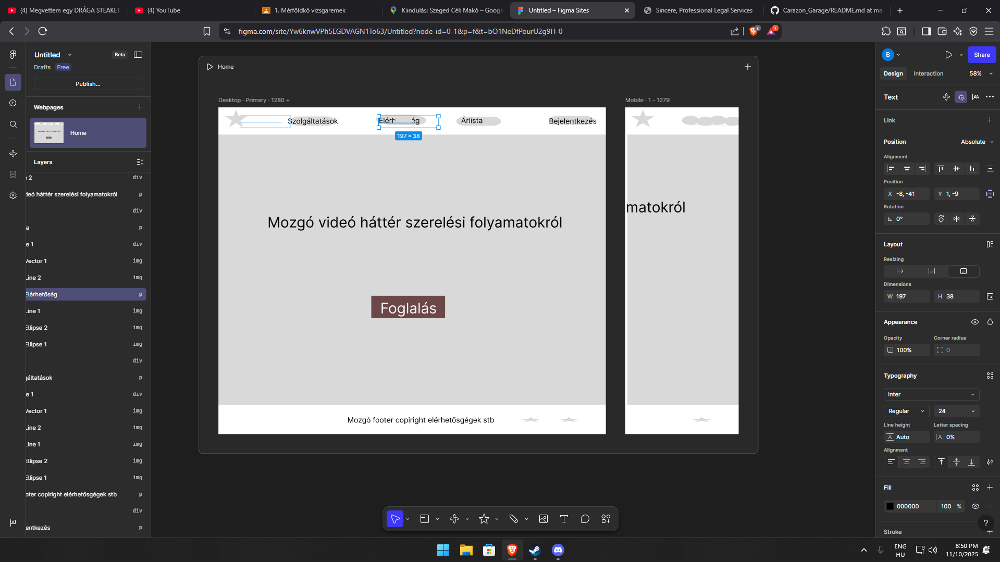 (4) Megvettem egy DRÁGA STEAKET
(4) YouTube
1. Mérföldkő vizsgaremek
Kiindulás: Szeged Cél: Makó – Google
Untitled – Figma Sites
Sincere, Professional Legal Services
Carazon_Garage/README.md at mai
figma.com/site/Yw6knwVPh5EGDVAGN1To63/Untitled?node-id=0-1&p=f&t=bO1NeDfPourU2g9H-0
3
1
Untitled
Beta
Drafts Free
Publish...
Webpages
Home
Layers
e 2 div
deó háttér szerelési folyamatokról p
div
a p
e 1 div
Vector 1 img
Line 2 img
Elérhetőség p
Line 1 img
Ellipse 2 img
Ellipse 1 img
div
gáltatások p
e 1 div
Vector 1 img
Line 2 img
Line 1 img
Ellipse 2 img
Ellipse 1 img
oter copiright elérhetősgégek stb p
div
entkezés p
Home
Desktop · Primary · 1280 +
Mobile · 1 - 1279
Szolgáltatások
Elérh ég
Árlista
Bejelentkezés
197 × 38
Mozgó videó háttér szerelési folyamatokról
matokról
Foglalás
Mozgó footer copiright elérhetősgégek stb
B
Share
Design
Interaction
58%
Text
Link
Position
Absolute
Alignment
Position
X -8, -41
Y 1, -9
Rotation
0°
Layout
Resizing
Dimensions
W 197
H 38
Appearance
Opacity
Corner radius
100%
0
Typography
Inter
Regular
24
Line height
Letter spacing
Auto
|A| 0%
Alignment
Fill
000000
100 %
Stroke
?
ENG
HU
8:50 PM
11/10/2025